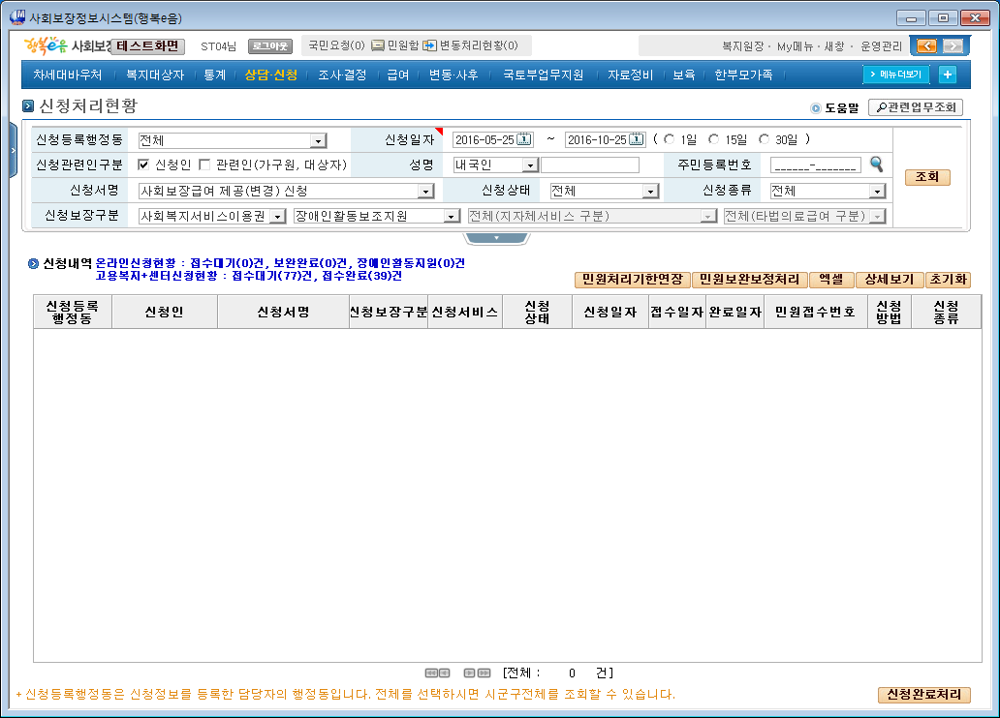 사회보장정보시스템(행복e음)
행복e음 사회보장 테스트화면 ST04님 로그아웃 국민요청(0) 민원함 변동처리현황(0) 복지원장· My메뉴· 새창 · 운영관리
차세대바우처 복지대상자 통계 상담·신청 조사·결정 급여 변동·사후 국토부업무지원 자료정비 보육 한부모가족 > 메뉴더보기 +
신청처리현황 도움말 관련업무조회
신청등록행정동 전체 신청일자 2016-05-25 ~ 2016-10-25 ( 1일 15일 30일 )
신청관련인구분 신청인 관련인(가구원, 대상자) 성명 내국인 주민등록번호 ______-_______
조회
신청서명 사회보장급여 제공(변경) 신청 신청상태 전체 신청종류 전체
신청보장구분 사회복지서비스이용권 장애인활동보조지원 전체(지자체서비스 구분) 전체(타법의료급여 구분)
신청내역 온라인신청현황 : 접수대기(0)건, 보완완료(0)건, 장애인활동지원(0)건
고용복지+센터신청현황 : 접수대기(77)건, 접수완료(39)건
민원처리기한연장 민원보완보정처리 엑셀 상세보기 초기화
신청등록행정동 신청인 신청서명 신청보장구분 신청서비스 신청상태 신청일자 접수일자 완료일자 민원접수번호 신청방법 신청종류
[전체 : 0 건]
+ 신청등록행정동은 신청정보를 등록한 담당자의 행정동입니다. 전체를 선택하시면 시군구전체를 조회할 수 있습니다.
신청완료처리